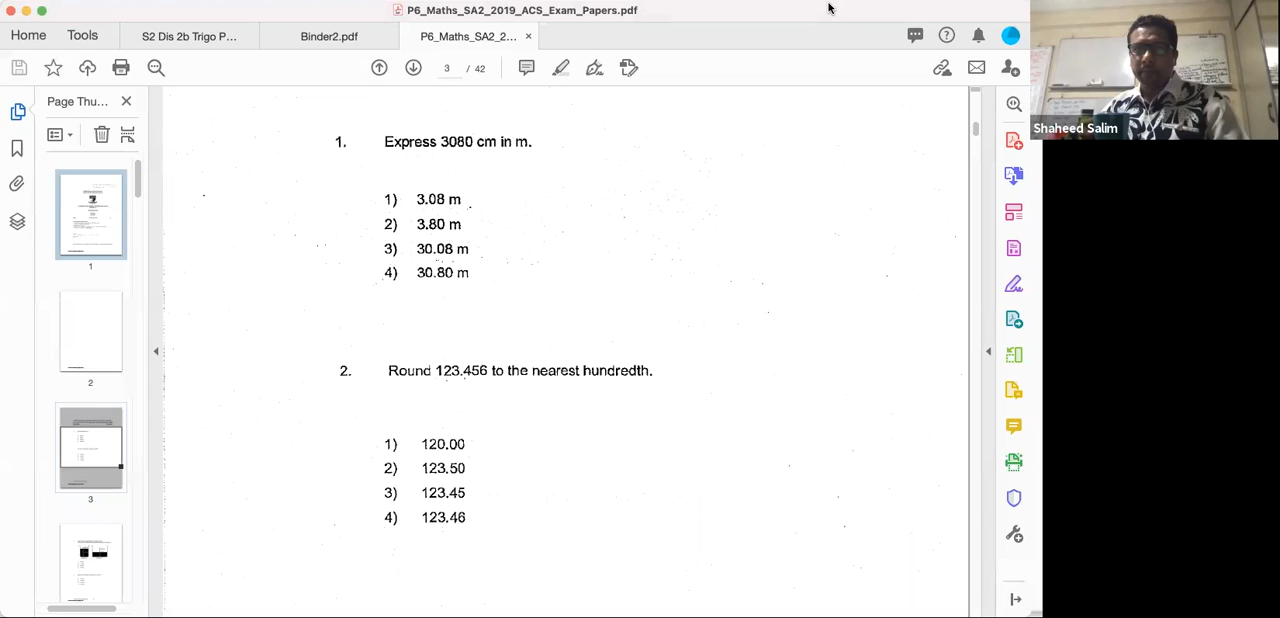 P6_Maths_SA2_2019_ACS_Exam_Papers.pdf
Home
Tools
S2 Dis 2b Trigo P...
Binder2.pdf
P6_Maths_SA2_2... ×
3 / 42
Page Thu...
1
2
3
1. Express 3080 cm in m.
1) 3.08 m
2) 3.80 m
3) 30.08 m
4) 30.80 m
2. Round 123.456 to the nearest hundredth.
1) 120.00
2) 123.50
3) 123.45
4) 123.46
Shaheed Salim